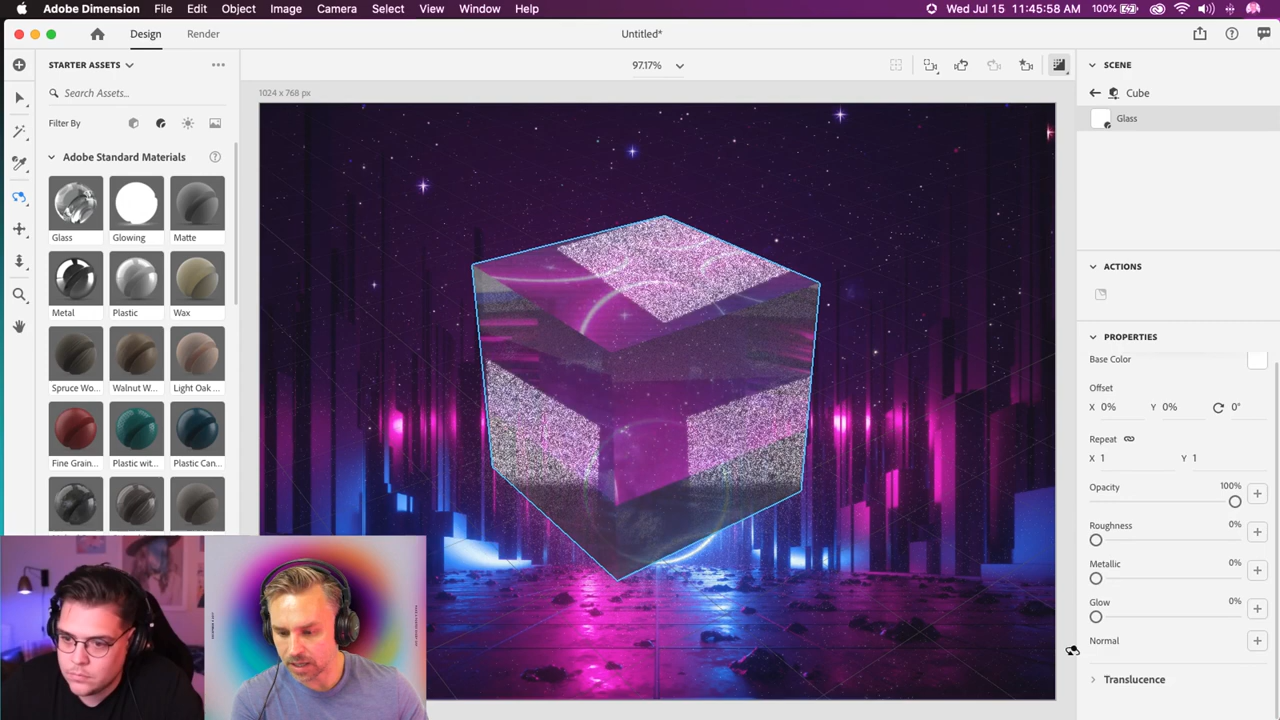 Adobe Dimension File Edit Object Image Camera Select View Window Help 100% Wed Jul 15 11:45:58 AM
Design Render Untitled*
STARTER ASSETS
97.17%
SCENE
Search Assets...
1024 x 768 px
Cube
Filter By
Glass
Adobe Standard Materials
Glass Glowing Matte
Metal Plastic Wax
Spruce Wo... Walnut W... Light Oak ...
Fine Grain... Plastic wit... Plastic Can...
ACTIONS
PROPERTIES
Base Color
Offset
X 0% Y 0% 0°
Repeat
X 1 Y 1
Opacity 100%
Roughness 0%
Metallic 0%
Glow 0%
Normal
Translucence